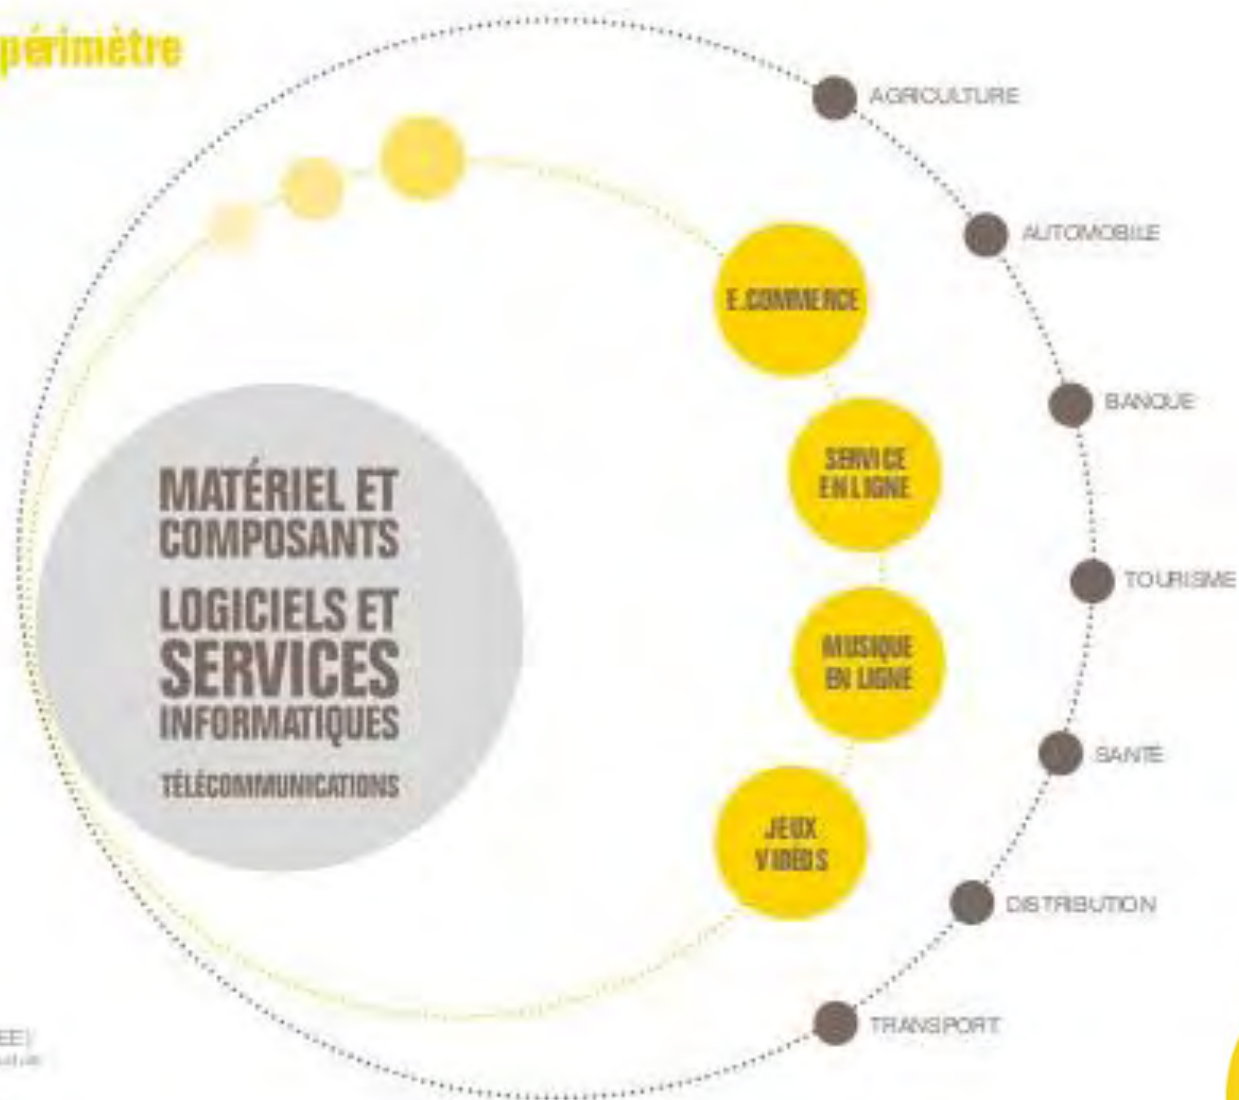 périmètre
AGRICULTURE
AUTOMOBILE
E.COMMERCE
BANQUE
SERVICE
EN LIGNE
MATÉRIEL ET
COMPOSANTS
LOGICIELS ET
SERVICES
INFORMATIQUES
TÉLÉCOMMUNICATIONS
TOURISME
MUSIQUE
EN LIGNE
SANTÉ
JEUX
VIDÉOS
DISTRIBUTION
TRANSPORT